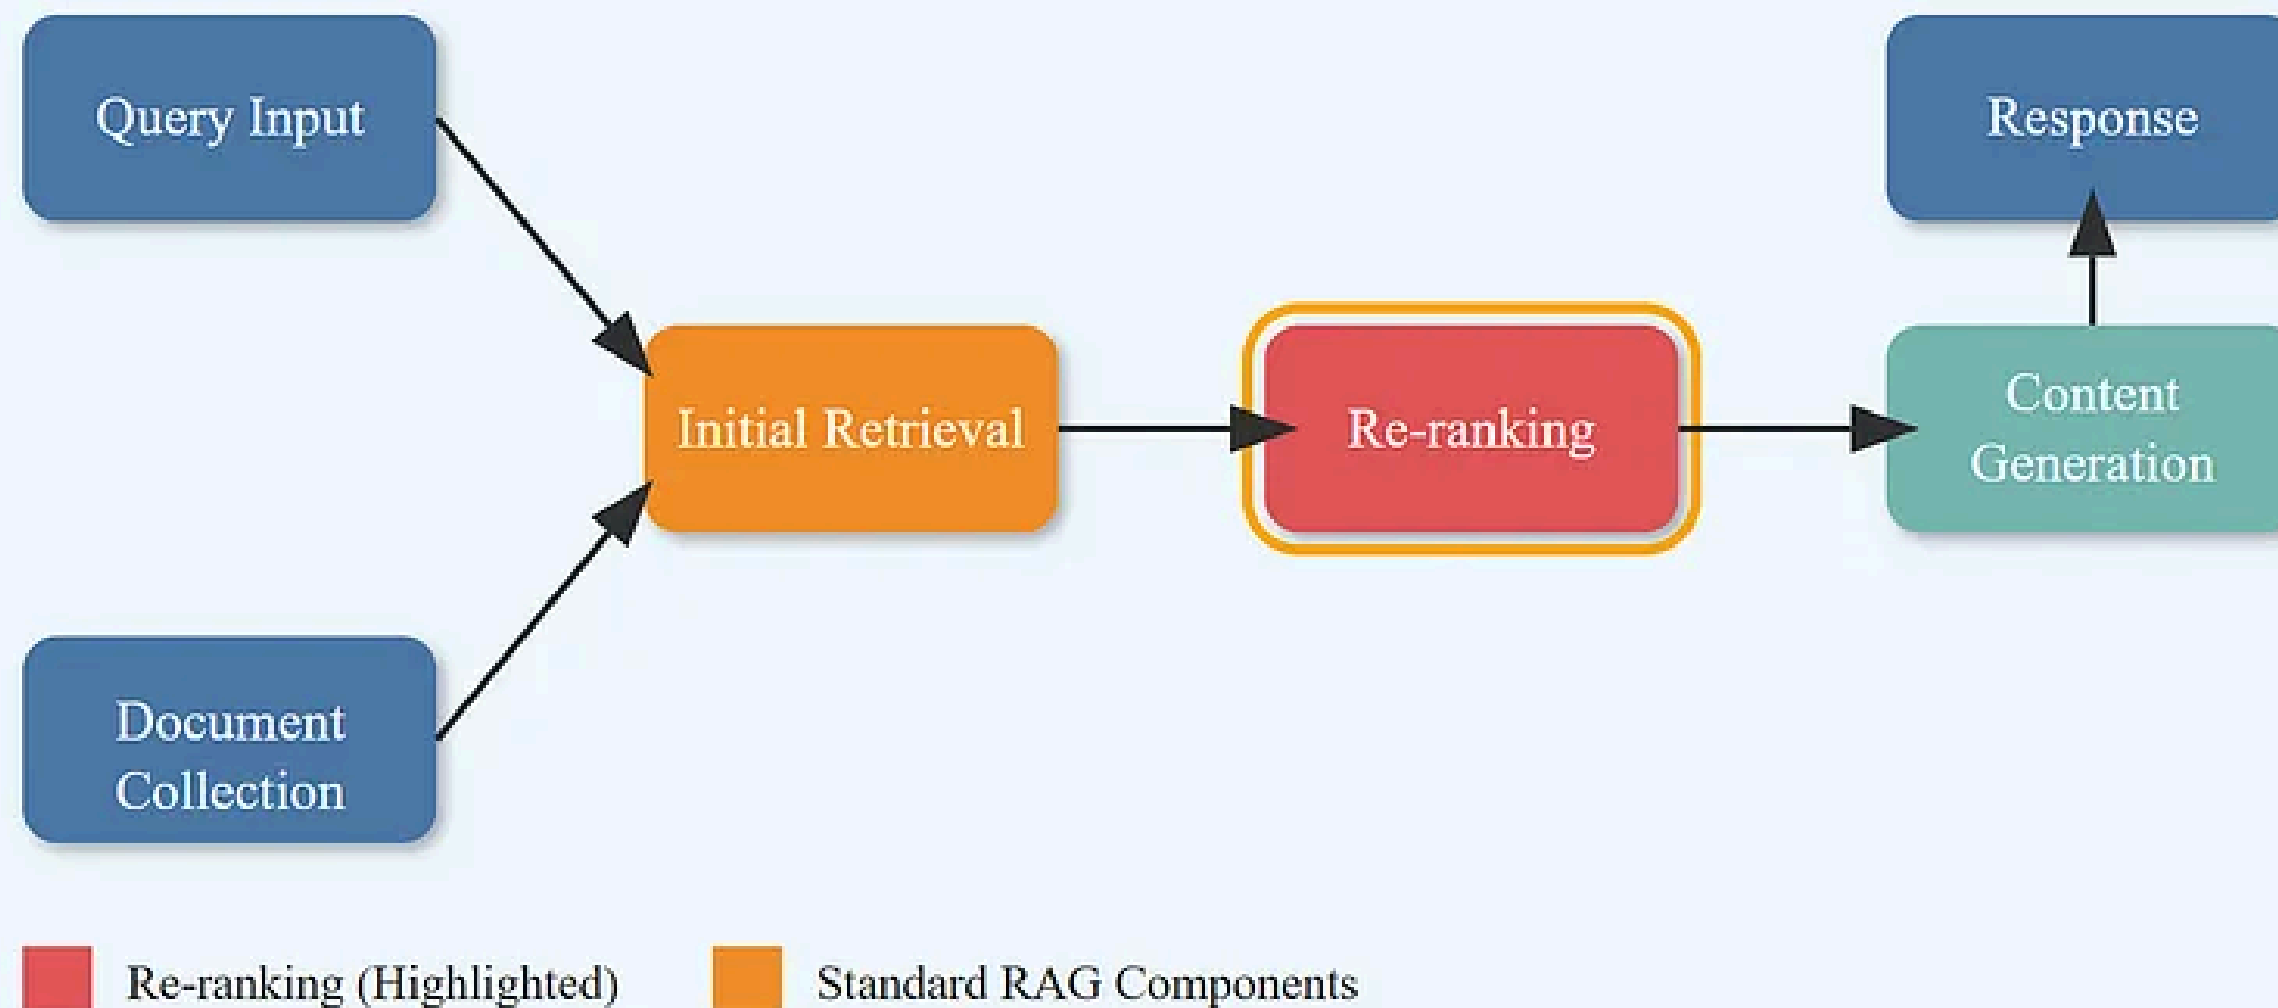 Query Input
Response
Initial Retrieval
Re-ranking
Content
Generation
Document
Collection
Re-ranking (Highlighted)
Standard RAG Components